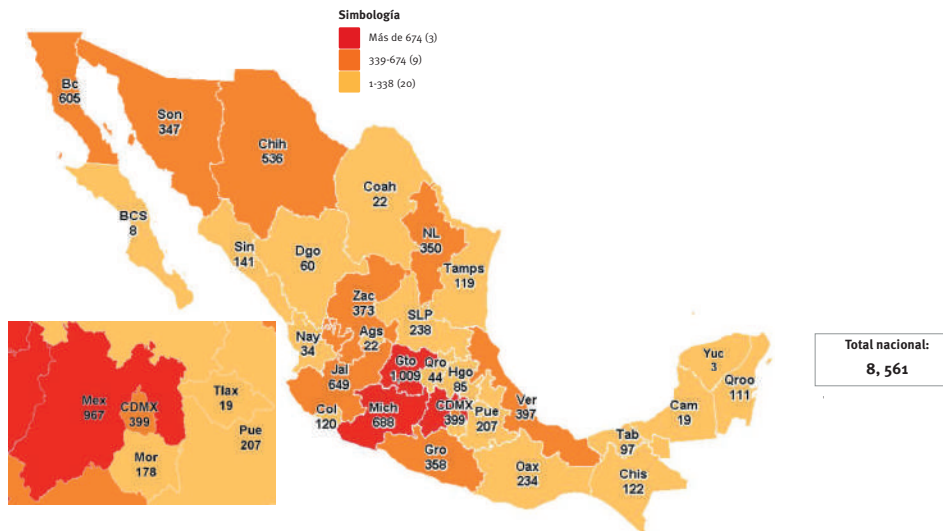 Simbología
Más de 674 (3)
339-674 (9)
1-338 (20)
Bc
605
Son
347
Chih
536
Coah
22
BCS
8
Sin
141
Dgo
60
NL
350
Tamps
119
Zac
373
SLP
238
Nay
34
Ags
22
Jal
649
Gto
1,009
Qro
44
Hgo
85
Col
120
Mich
688
CDMX
399
Pue
207
Ver
397
Gro
358
Oax
234
Tab
97
Chis
122
Cam
19
Yuc
3
Qroo
111
Mex
967
CDMX
399
Tlax
19
Pue
207
Mor
178
Total nacional:
8, 561